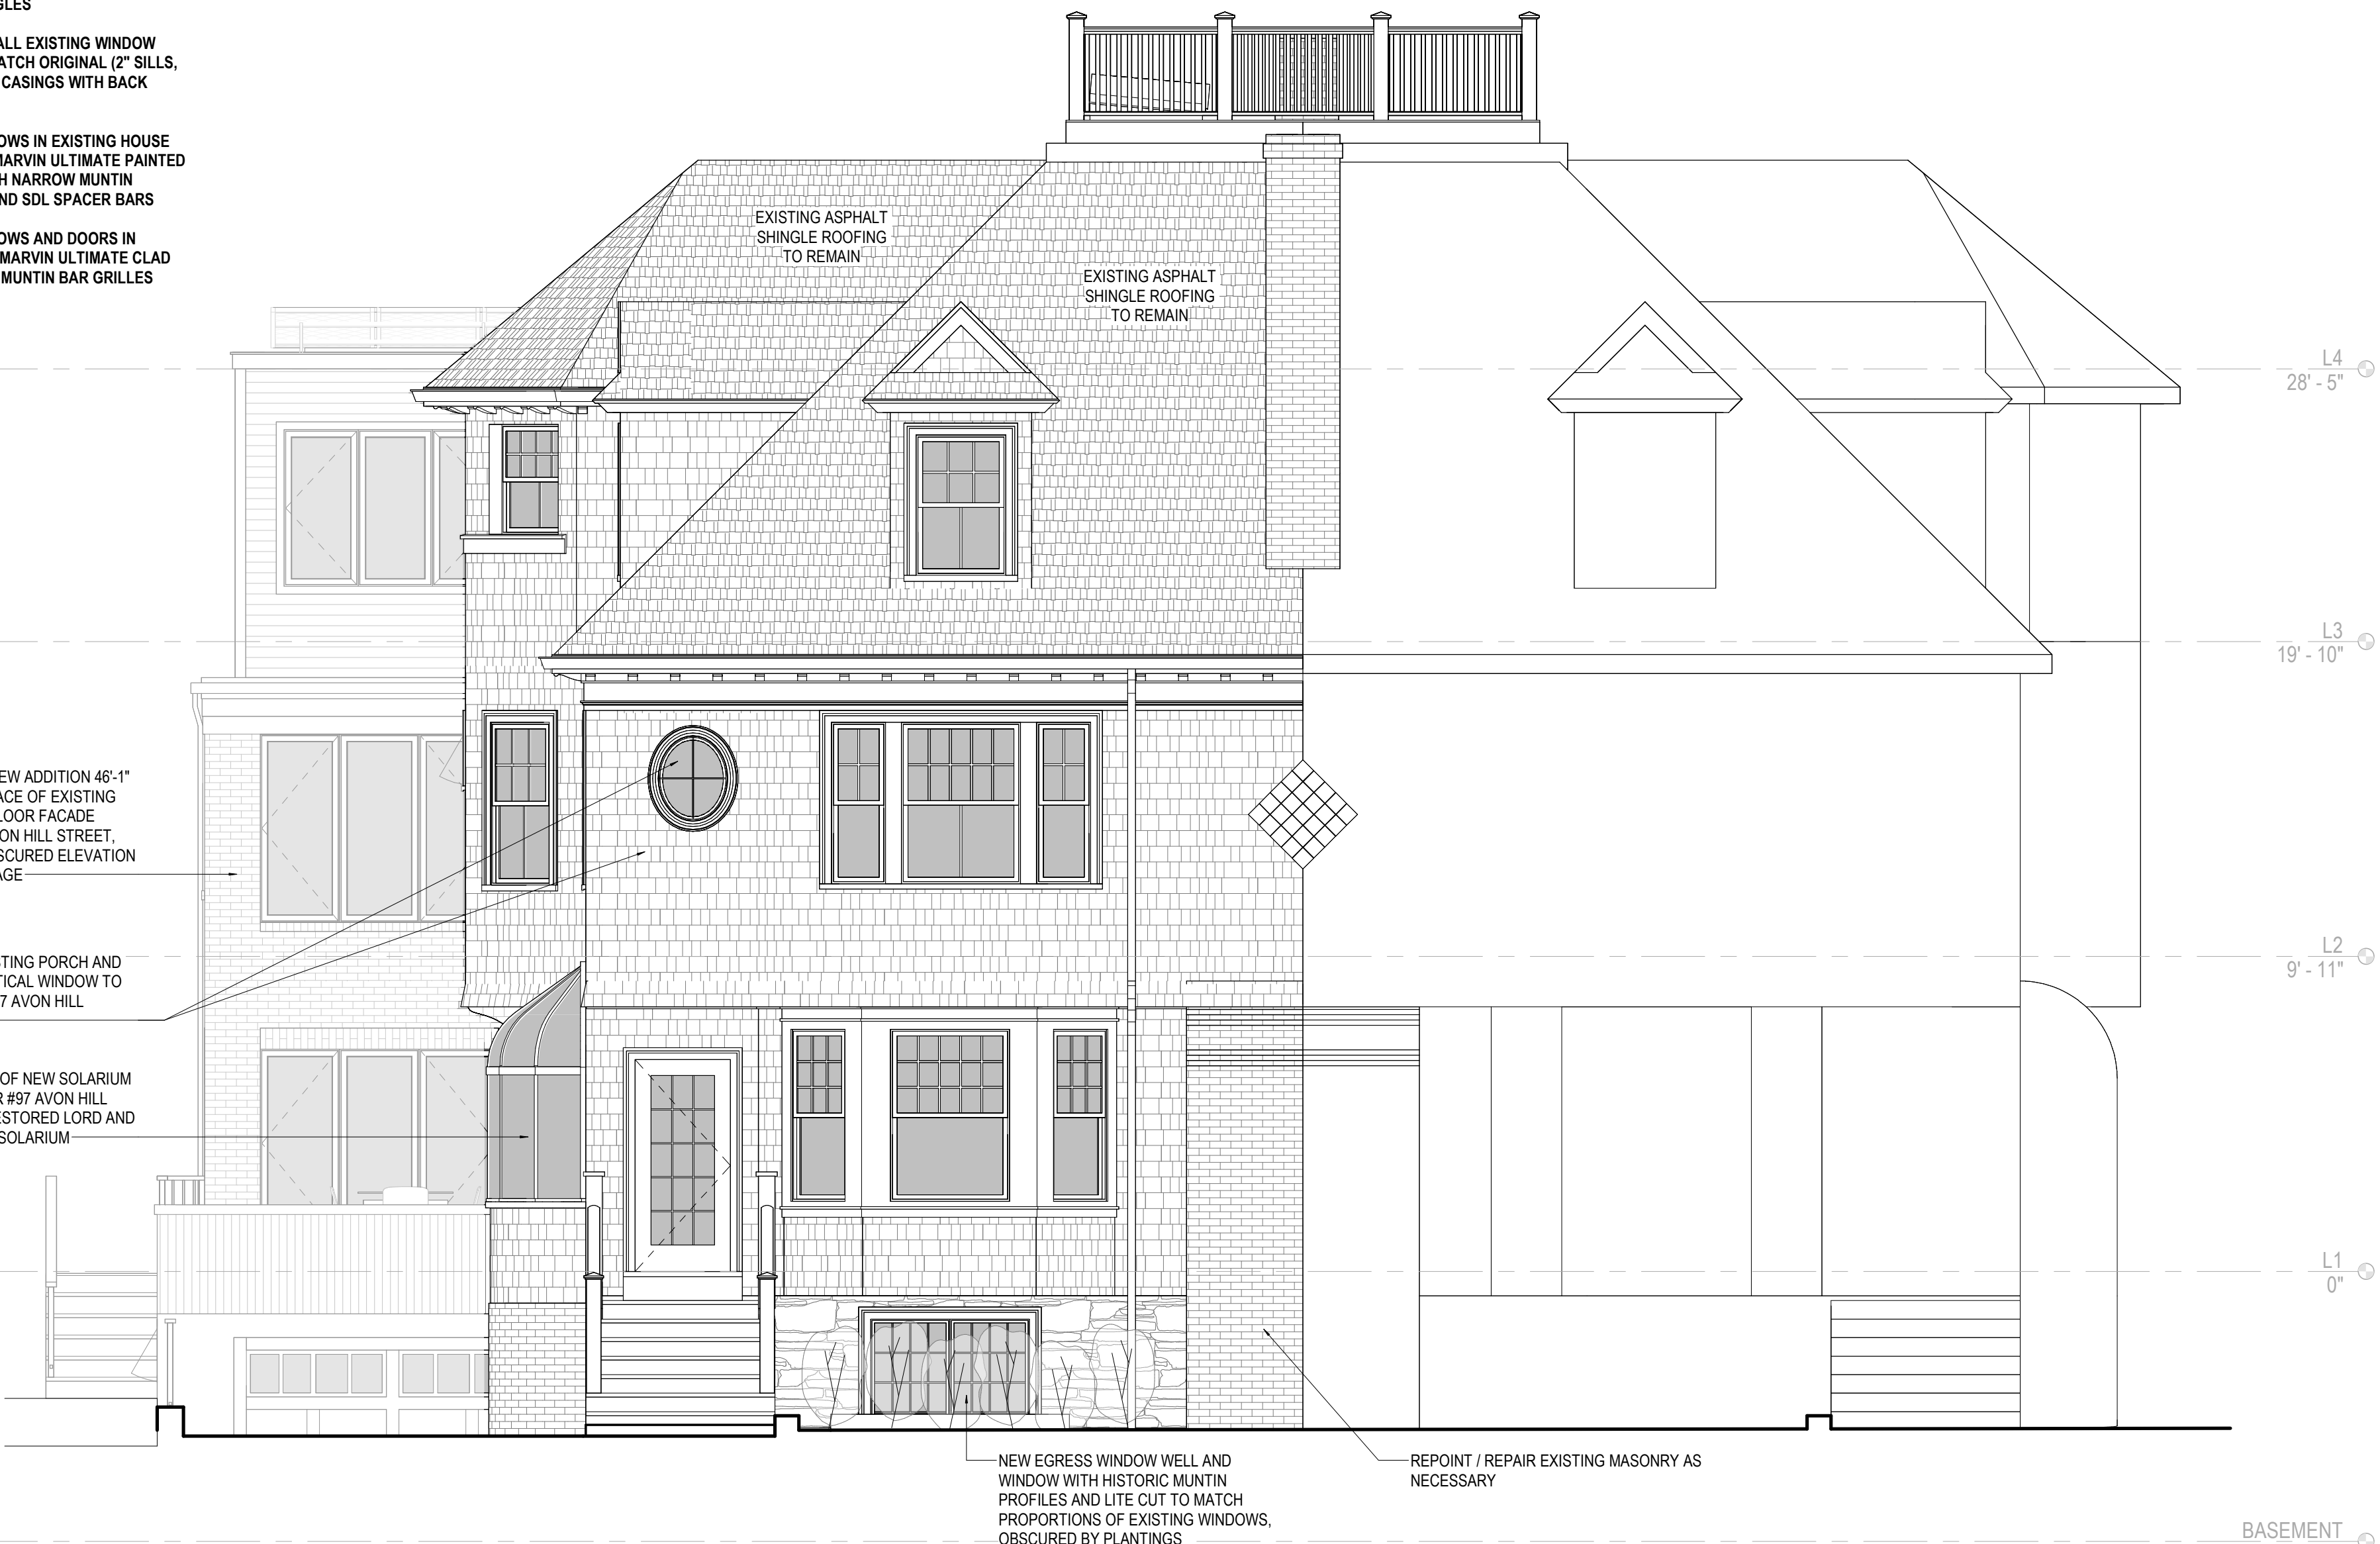 GLES
ALL EXISTING WINDOW
ATCH ORIGINAL (2" SILLS,
CASINGS WITH BACK
OWS IN EXISTING HOUSE
MARVIN ULTIMATE PAINTED
H NARROW MUNTIN
ND SDL SPACER BARS
OWS AND DOORS IN
MARVIN ULTIMATE CLAD
MUNTIN BAR GRILLES
EXISTING ASPHALT
SHINGLE ROOFING
TO REMAIN
EXISTING ASPHALT
SHINGLE ROOFING
TO REMAIN
L4
28' - 5"
L3
19' - 10"
EW ADDITION 46'-1"
ACE OF EXISTING
LOOR FACADE
ON HILL STREET,
SCURED ELEVATION
AGE
STING PORCH AND
TICAL WINDOW TO
7 AVON HILL
L2
9' - 11"
OF NEW SOLARIUM
R #97 AVON HILL
ESTORED LORD AND
SOLARIUM
L1
0"
NEW EGRESS WINDOW WELL AND
WINDOW WITH HISTORIC MUNTIN
PROFILES AND LITE CUT TO MATCH
PROPORTIONS OF EXISTING WINDOWS,
OBSCURED BY PLANTINGS
REPOINT / REPAIR EXISTING MASONRY AS
NECESSARY
BASEMENT